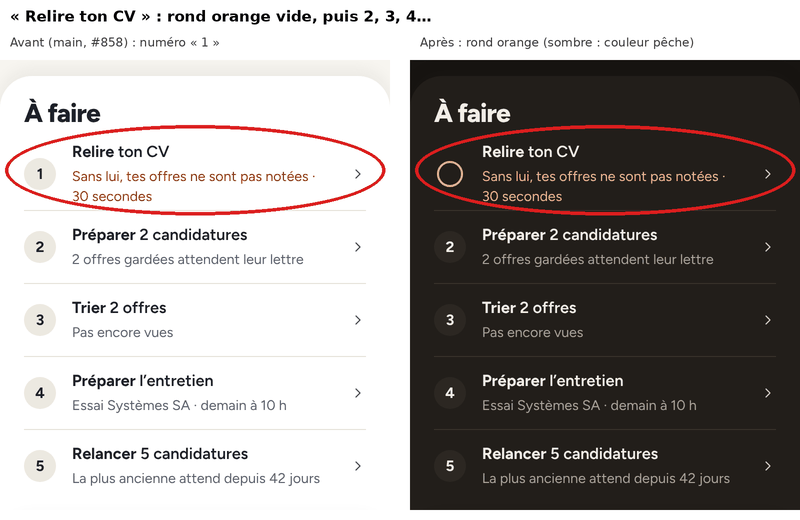 « Relire ton CV » : rond orange vide, puis 2, 3, 4…
Avant (main, #858) : numéro « 1 »
À faire
1
Relire ton CV
Sans lui, tes offres ne sont pas notées ·
30 secondes
2
Préparer 2 candidatures
2 offres gardées attendent leur lettre
3
Trier 2 offres
Pas encore vues
4
Préparer l’entretien
Essai Systèmes SA · demain à 10 h
5
Relancer 5 candidatures
La plus ancienne attend depuis 42 jours
Après : rond orange (sombre : couleur pêche)
À faire
Relire ton CV
Sans lui, tes offres ne sont pas notées ·
30 secondes
2
Préparer 2 candidatures
2 offres gardées attendent leur lettre
3
Trier 2 offres
Pas encore vues
4
Préparer l’entretien
Essai Systèmes SA · demain à 10 h
5
Relancer 5 candidatures
La plus ancienne attend depuis 42 jours